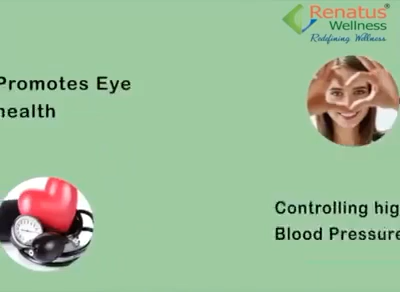 Renatus
Wellness
Redefining Wellness
Promotes Eye
health
Controlling hig
Blood Pressure